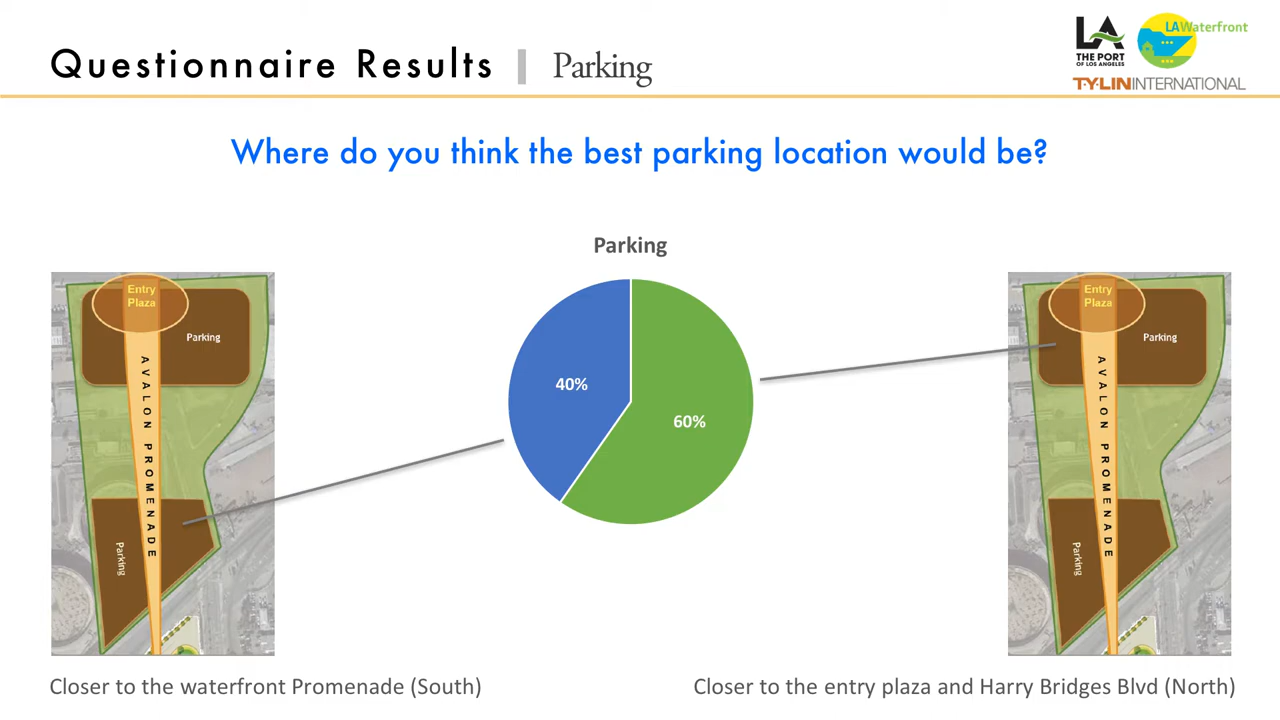 Questionnaire Results | Parking
LA
THE PORT
OF LOS ANGELES
LAWaterfront
T•Y•LININTERNATIONAL
Where do you think the best parking location would be?
Parking
Entry
Plaza
Parking
AVALON PROMENADE
Parking
40%
60%
Entry
Plaza
Parking
AVALON PROMENADE
Parking
Closer to the waterfront Promenade (South)
Closer to the entry plaza and Harry Bridges Blvd (North)